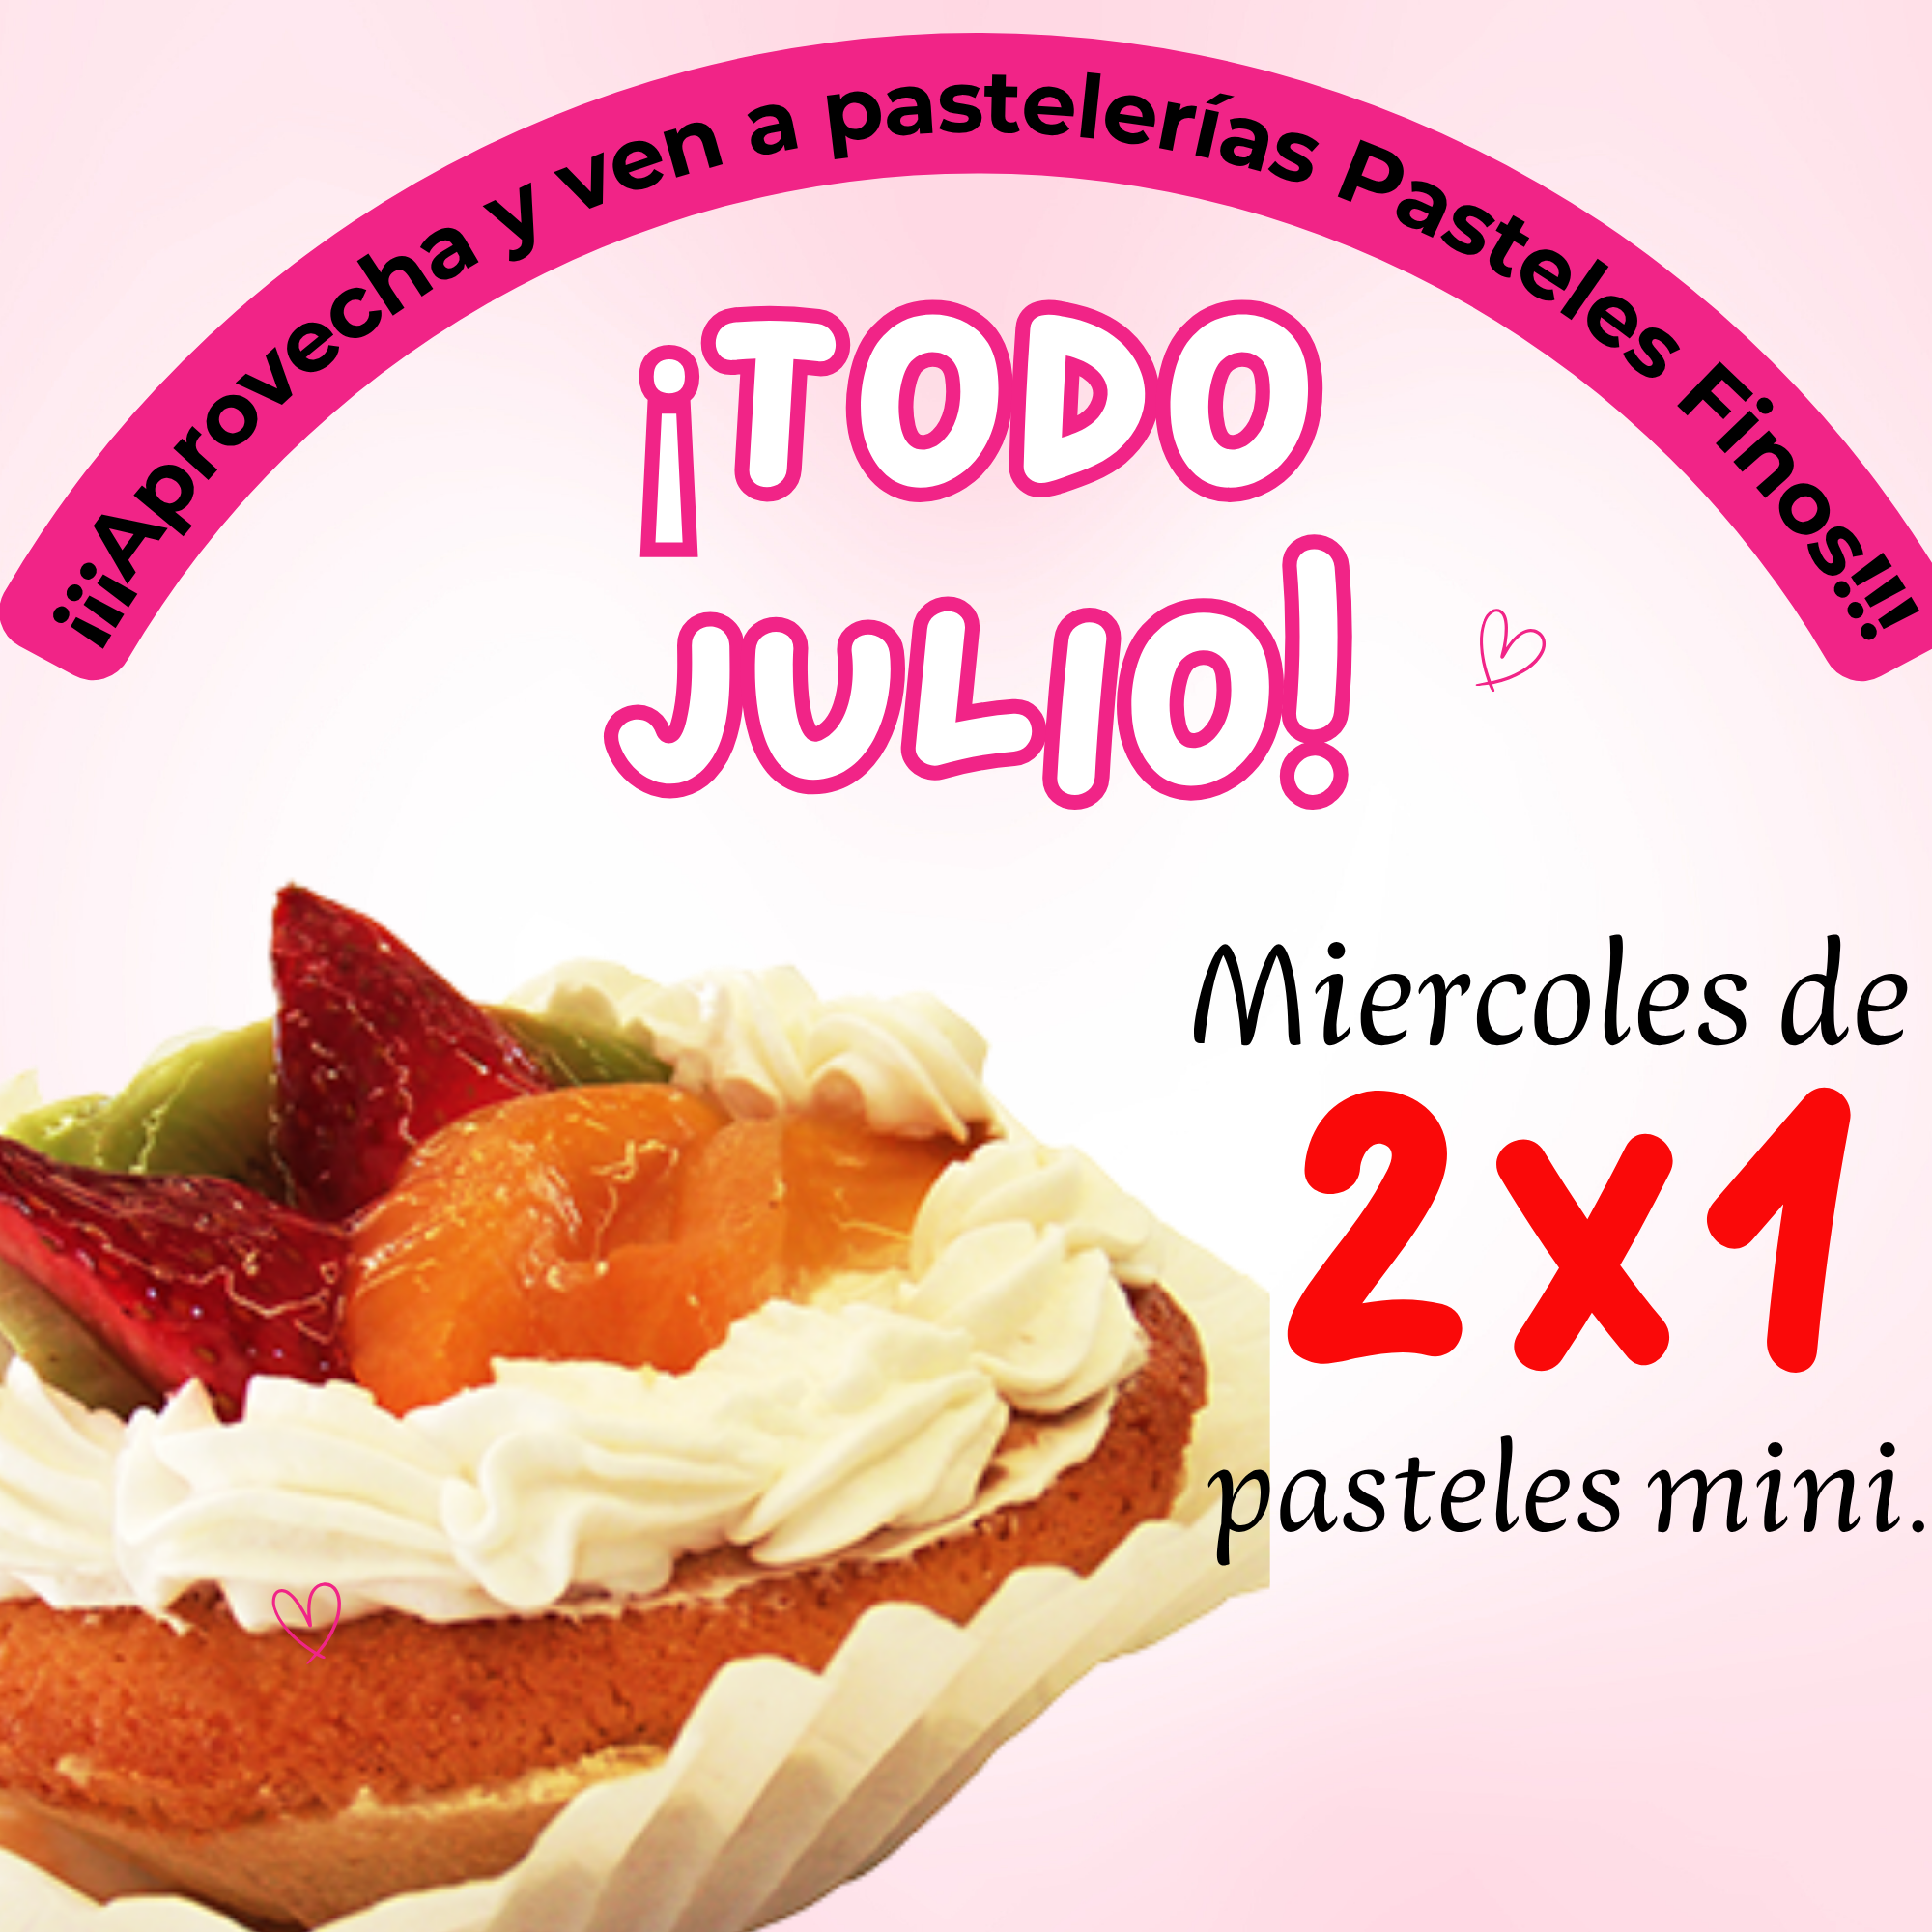 ¡¡¡Aprovecha y ven a pastelerías Pasteles Finos!!!
¡TODO
JULIO!
Miercoles de
2x1
pasteles mini.